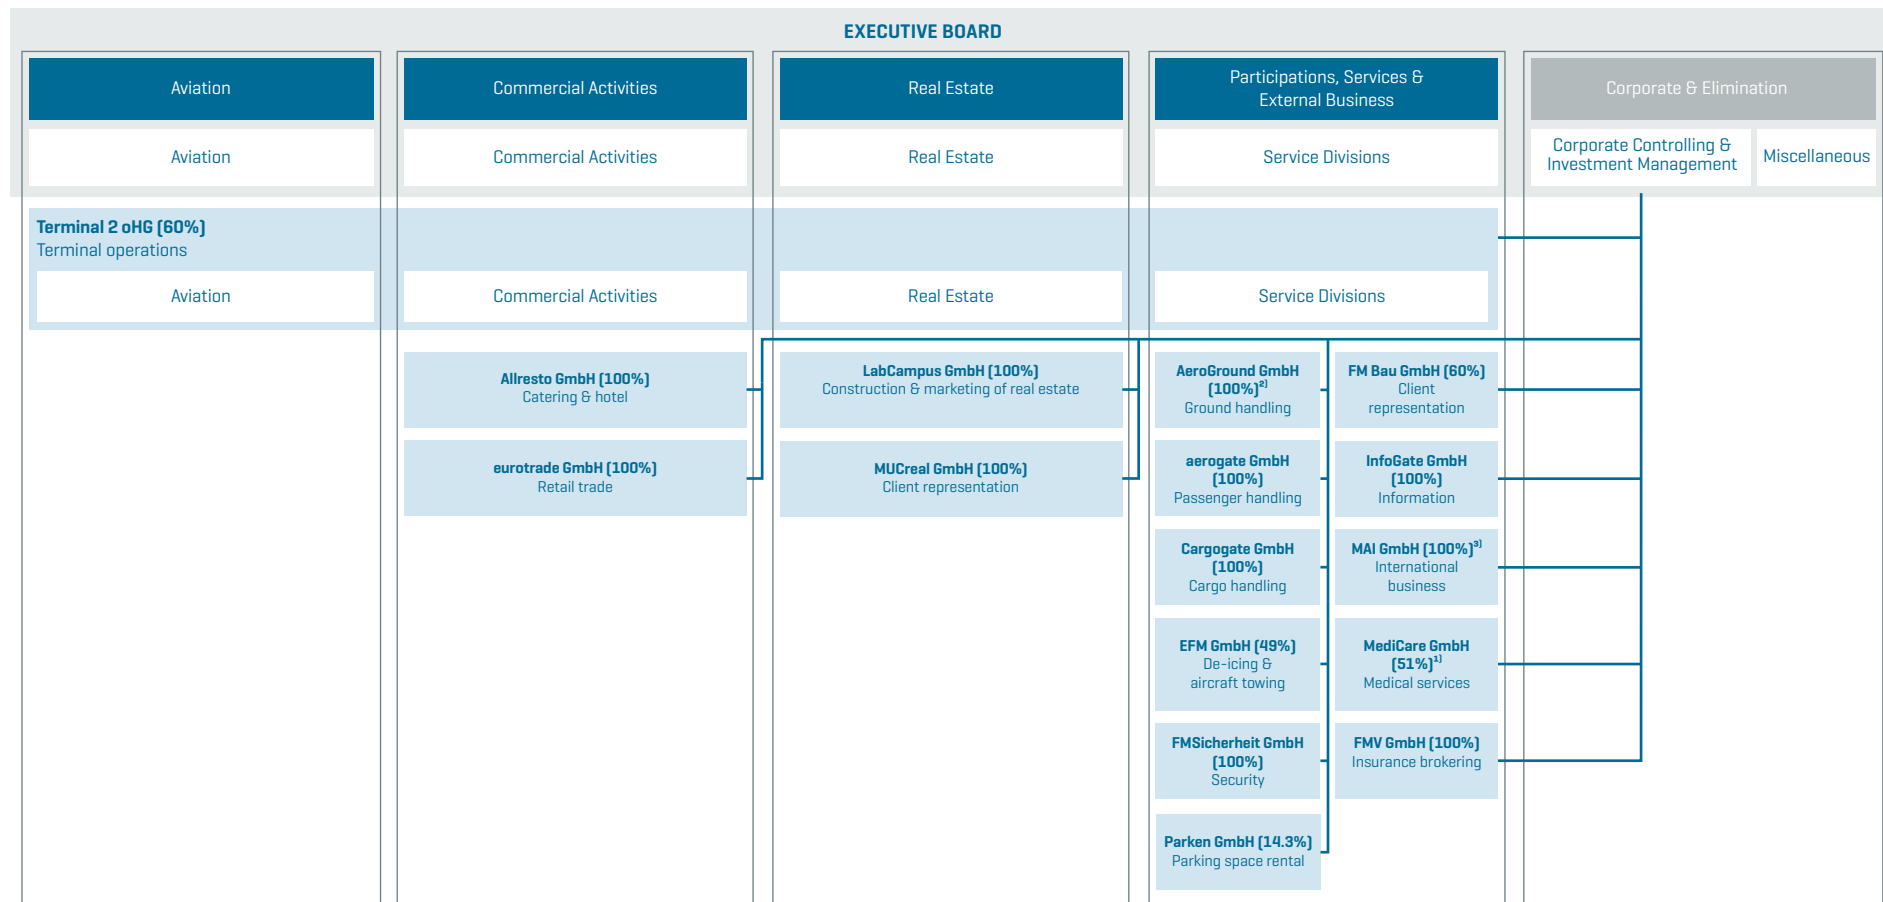 EXECUTIVE BOARD
Aviation
Commercial Activities
Real Estate
Participations, Services &
External Business
Corporate & Elimination
Aviation
Commercial Activities
Real Estate
Service Divisions
Corporate Controlling &
Investment Management
Miscellaneous
Terminal 2 oHG (60%)
Terminal operations
Aviation
Commercial Activities
Real Estate
Service Divisions
Allresto GmbH (100%)
Catering & hotel
LabCampus GmbH (100%)
Construction & marketing of real estate
AeroGround GmbH
(100%)²⁾
Ground handling
FM Bau GmbH (60%)
Client
representation
eurotrade GmbH (100%)
Retail trade
MUCreal GmbH (100%)
Client representation
aerogate GmbH
(100%)
Passenger handling
InfoGate GmbH
(100%)
Information
Cargogate GmbH
(100%)
Cargo handling
MAI GmbH (100%)³⁾
International
business
EFM GmbH (49%)
De-icing &
aircraft towing
MediCare GmbH
(51%)¹⁾
Medical services
FMSicherheit GmbH
(100%)
Security
FMV GmbH (100%)
Insurance brokering
Parken GmbH (14.3%)
Parking space rental